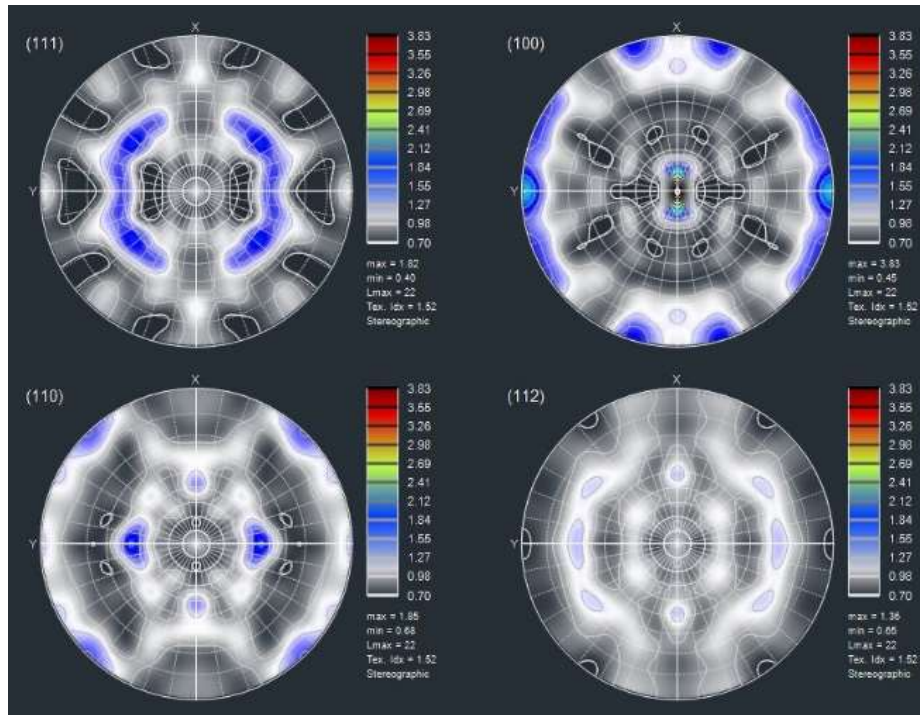 X
(111)
Y
3.83
3.55
3.26
2.98
2.69
2.41
2.12
1.84
1.55
1.27
0.98
0.70
max = 1.82
min = 0.40
Lmax = 22
Tex. Idx = 1.52
Stereographic
X
(100)
Y
3.83
3.55
3.26
2.98
2.69
2.41
2.12
1.84
1.55
1.27
0.98
0.70
max = 3.83
min = 0.45
Lmax = 22
Tex. Idx = 1.52
Stereographic
X
(110)
Y
3.83
3.55
3.26
2.98
2.69
2.41
2.12
1.84
1.55
1.27
0.98
0.70
max = 1.85
min = 0.68
Lmax = 22
Tex. Idx = 1.52
Stereographic
X
(112)
Y
3.83
3.55
3.26
2.98
2.69
2.41
2.12
1.84
1.55
1.27
0.98
0.70
max = 1.36
min = 0.65
Lmax = 22
Tex. Idx = 1.52
Stereographic